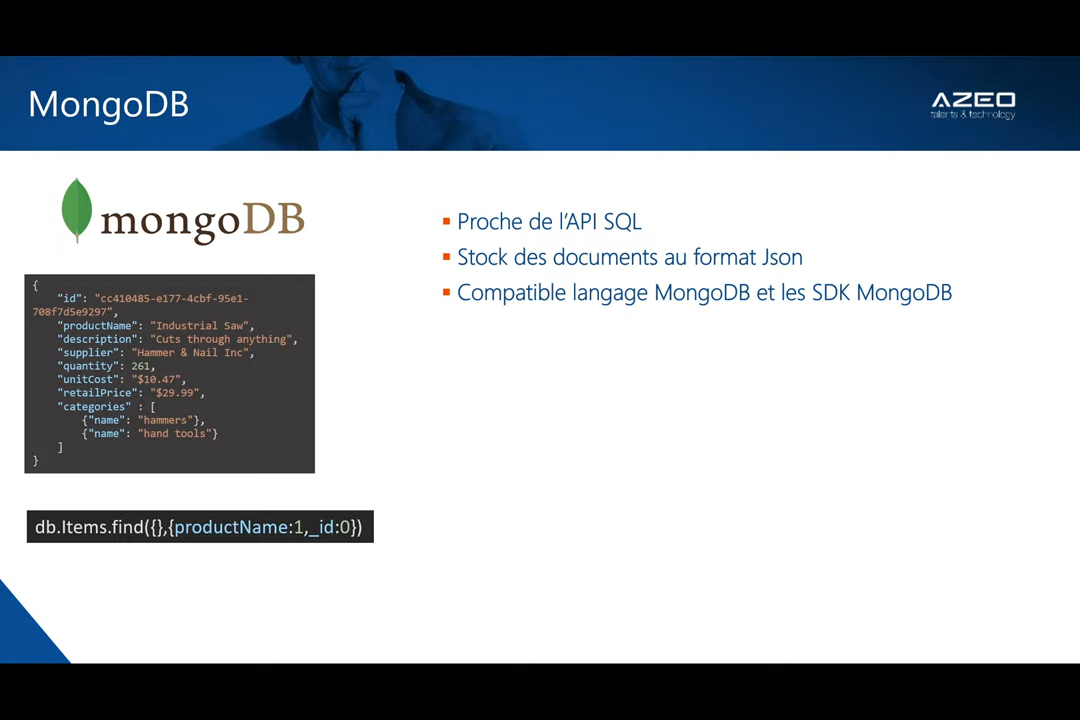 MongoDB
AZEO
talents & technology
mongoDB
Proche de l'API SQL
Stock des documents au format Json
Compatible langage MongoDB et les SDK MongoDB
{
"id": "cc410485-e177-4cbf-95e1-
708f7d5e9297",
"productName": "Industrial Saw",
"description": "Cuts through anything",
"supplier": "Hammer & Nail Inc",
"quantity": 261,
"unitCost": "$10.47",
"retailPrice": "$29.99",
"categories" : [
{"name": "hammers"},
{"name": "hand tools"}
]
}
db.Items.find({},{productName:1,_id:0})